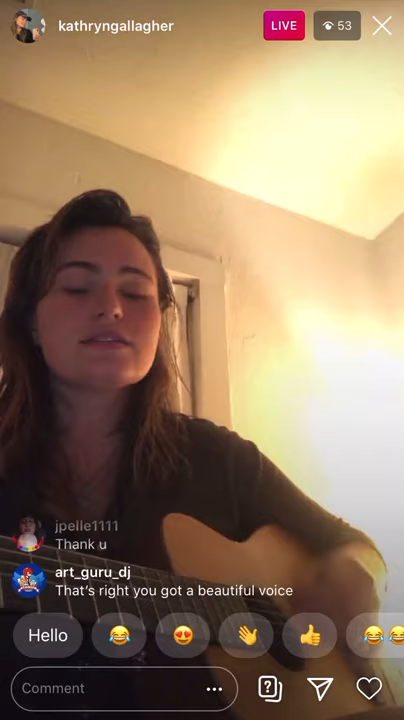 kathryngallagher
LIVE
53
jpelle1111
Thank u
art_guru_dj
That's right you got a beautiful voice
Hello
Comment